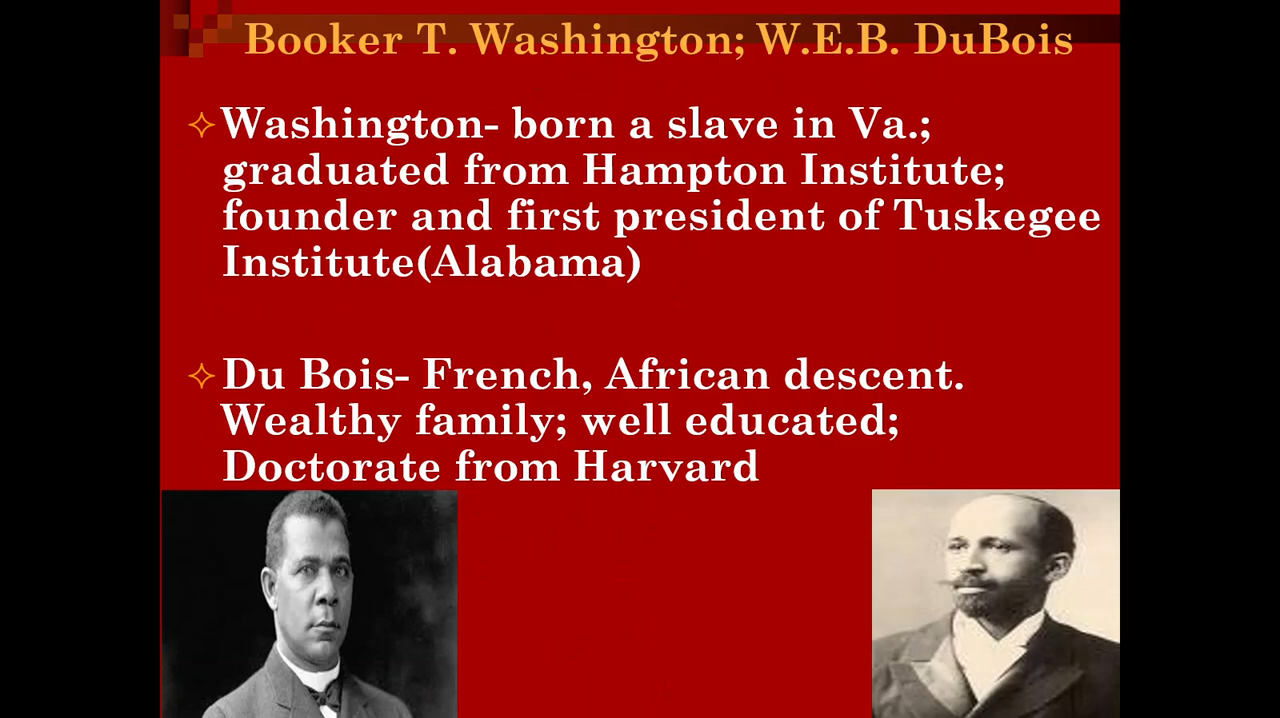 Booker T. Washington; W.E.B. DuBois
Washington- born a slave in Va.;
graduated from Hampton Institute;
founder and first president of Tuskegee
Institute(Alabama)
Du Bois- French, African descent.
Wealthy family; well educated;
Doctorate from Harvard